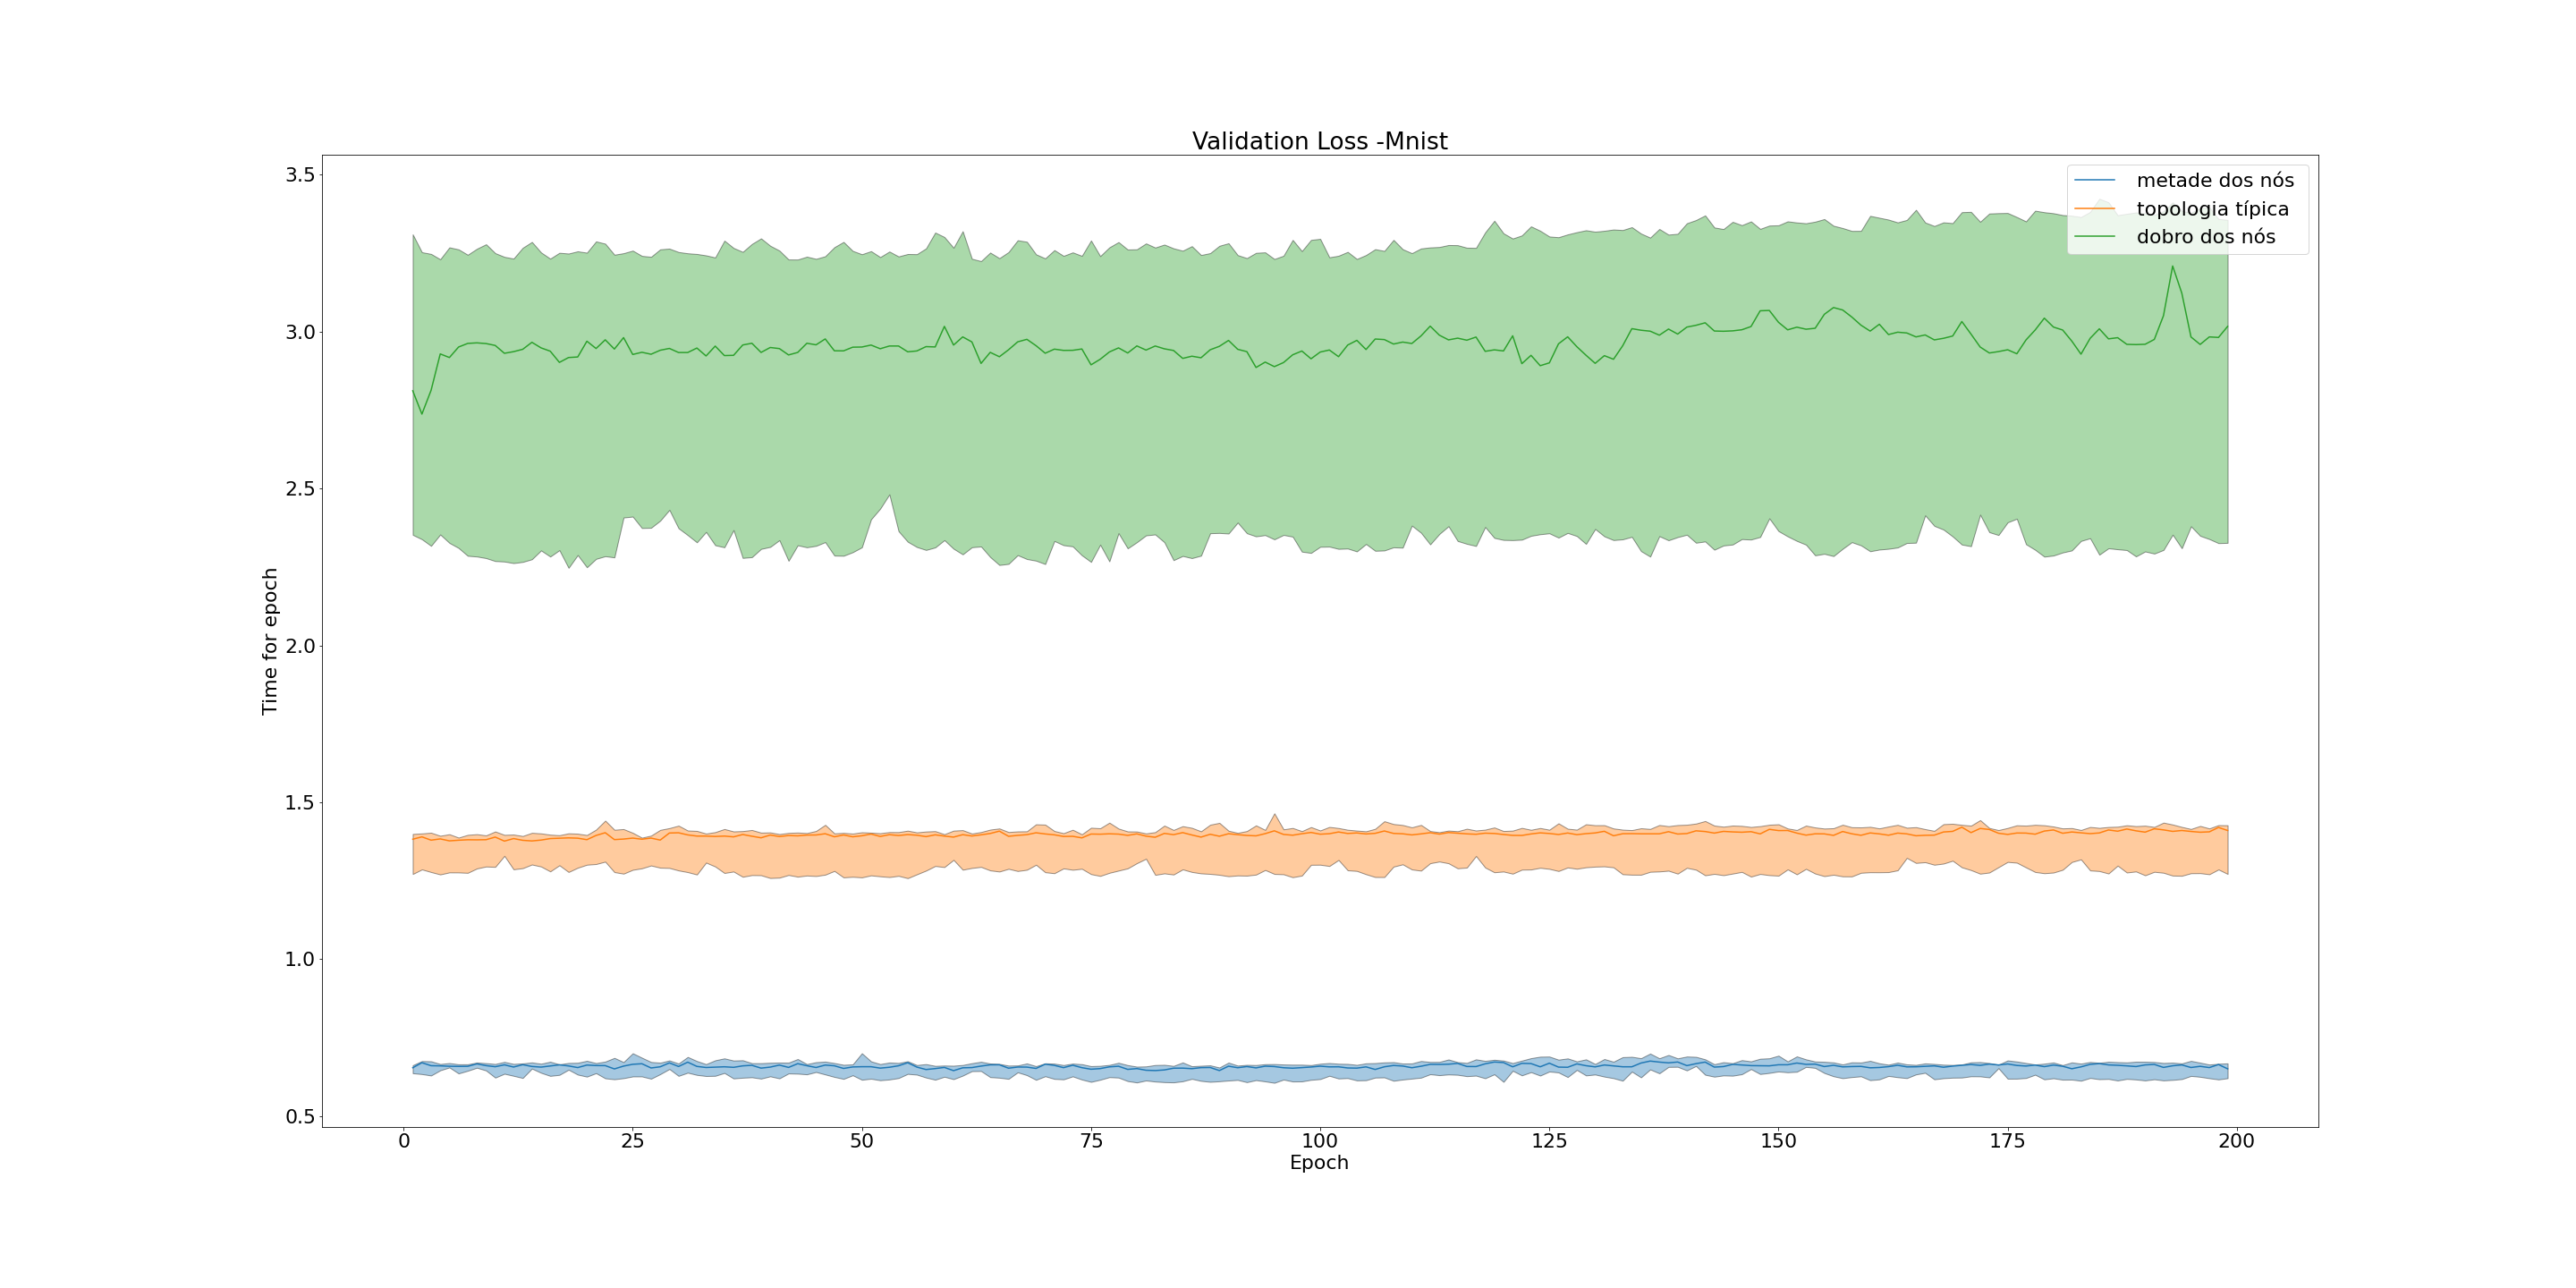 Validation Loss -Mnist
metade dos nós
topologia típica
dobro dos nós
Time for epoch
3.5
3.0
2.5
2.0
1.5
1.0
0.5
0 25 50 75 100 125 150 175 200
Epoch